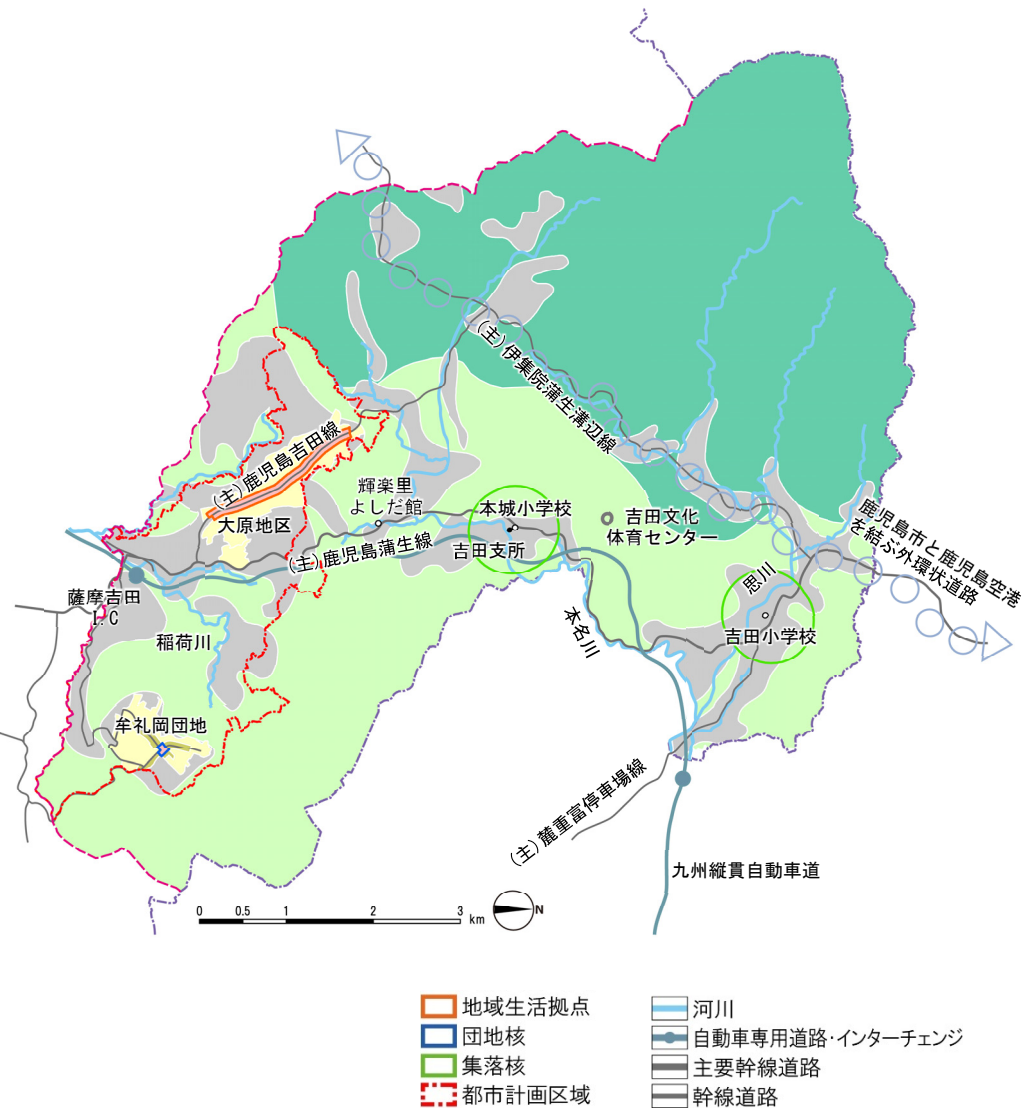 (主)伊集院蒲生溝辺線
(主)鹿児島吉田線
大原地区
輝楽里
よしだ館
本城小学校
吉田支所
吉田文化
体育センター
(主)鹿児島蒲生線
鹿児島市と鹿児島空港
を結ぶ外環状道路
思川
吉田小学校
薩摩吉田
I.C
稲荷川
本名川
牟礼岡団地
(主)麓重富停車場線
九州縦貫自動車道
0 0.5 1 2 3 km
N
地域生活拠点
団地核
集落核
都市計画区域
河川
自動車専用道路・インターチェンジ
主要幹線道路
幹線道路